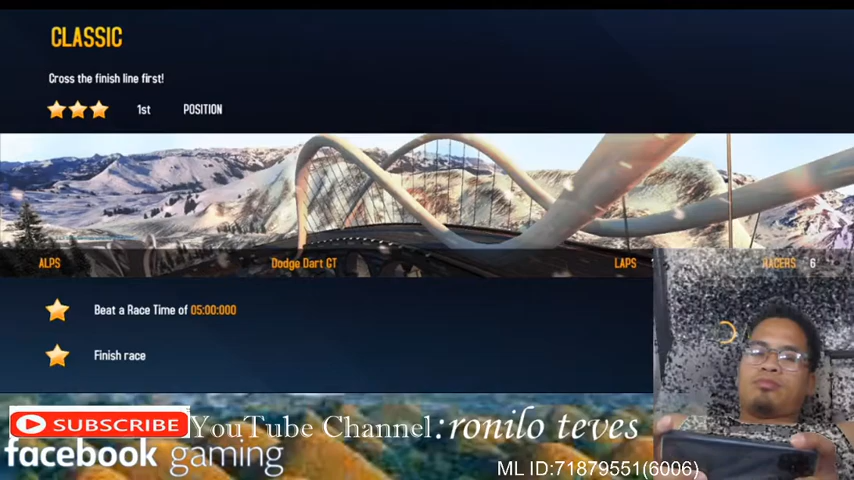 CLASSIC
Cross the finish line first!
1st POSITION
ALPS Dodge Dart GT LAPS RACERS 6
Beat a Race Time of 05:00:000
Finish race
SUBSCRIBE YouTube Channel:ronilo teves
facebook gaming
ML ID:71879551(6006)